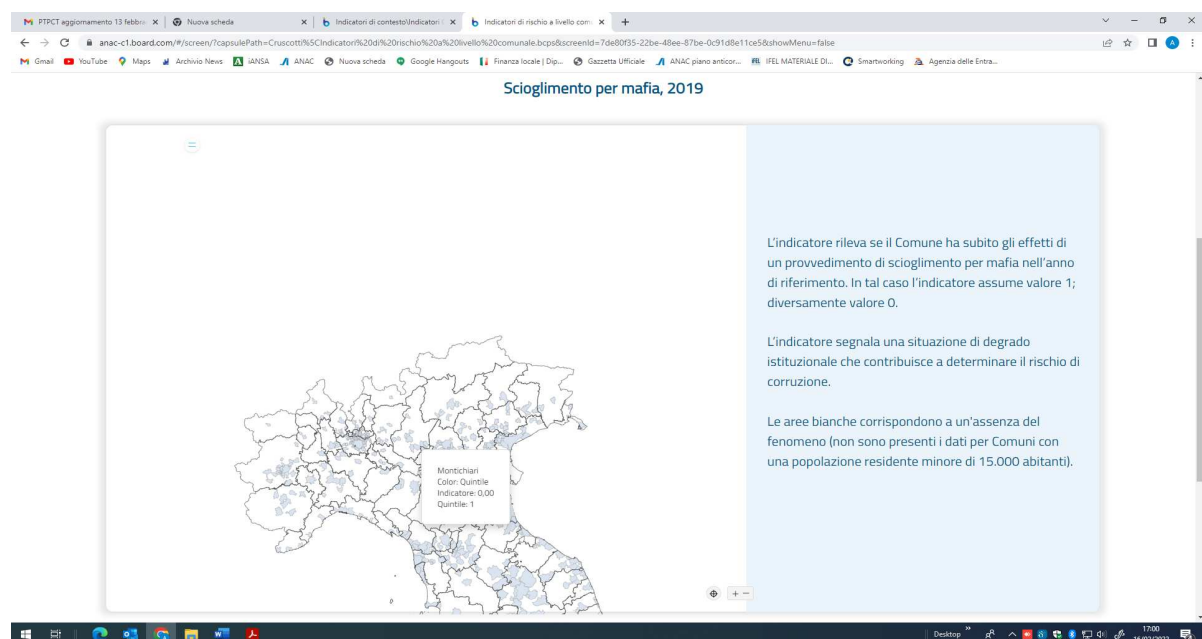 PTPCT aggiornamento 13 febbra
Nuova scheda
Indicatori di contesto\Indicatori
Indicatori di rischio a livello com
anac-c1.board.com/#/screen/?capsulePath=Cruscotti%5CIndicatori%20di%20rischio%20a%20livello%20comunale.bcps&screenId=7de80f35-22be-48ee-87be-0c91d8e11ce5&showMenu=false
Gmail YouTube Maps Archivio News iANSA ANAC Nuova scheda Google Hangouts Finanza locale | Dip... Gazzetta Ufficiale ANAC piano anticor... IFEL MATERIALE DI... Smartworking Agenzia delle Entra...
Scioglimento per mafia, 2019
L'indicatore rileva se il Comune ha subito gli effetti di
un provvedimento di scioglimento per mafia nell'anno
di riferimento. In tal caso l'indicatore assume valore 1;
diversamente valore 0.
L'indicatore segnala una situazione di degrado
istituzionale che contribuisce a determinare il rischio di
corruzione.
Le aree bianche corrispondono a un'assenza del
fenomeno (non sono presenti i dati per Comuni con
una popolazione residente minore di 15.000 abitanti).
Montichiari
Color: Quintile
Indicatore: 0,00
Quintile: 1
Desktop
17:00